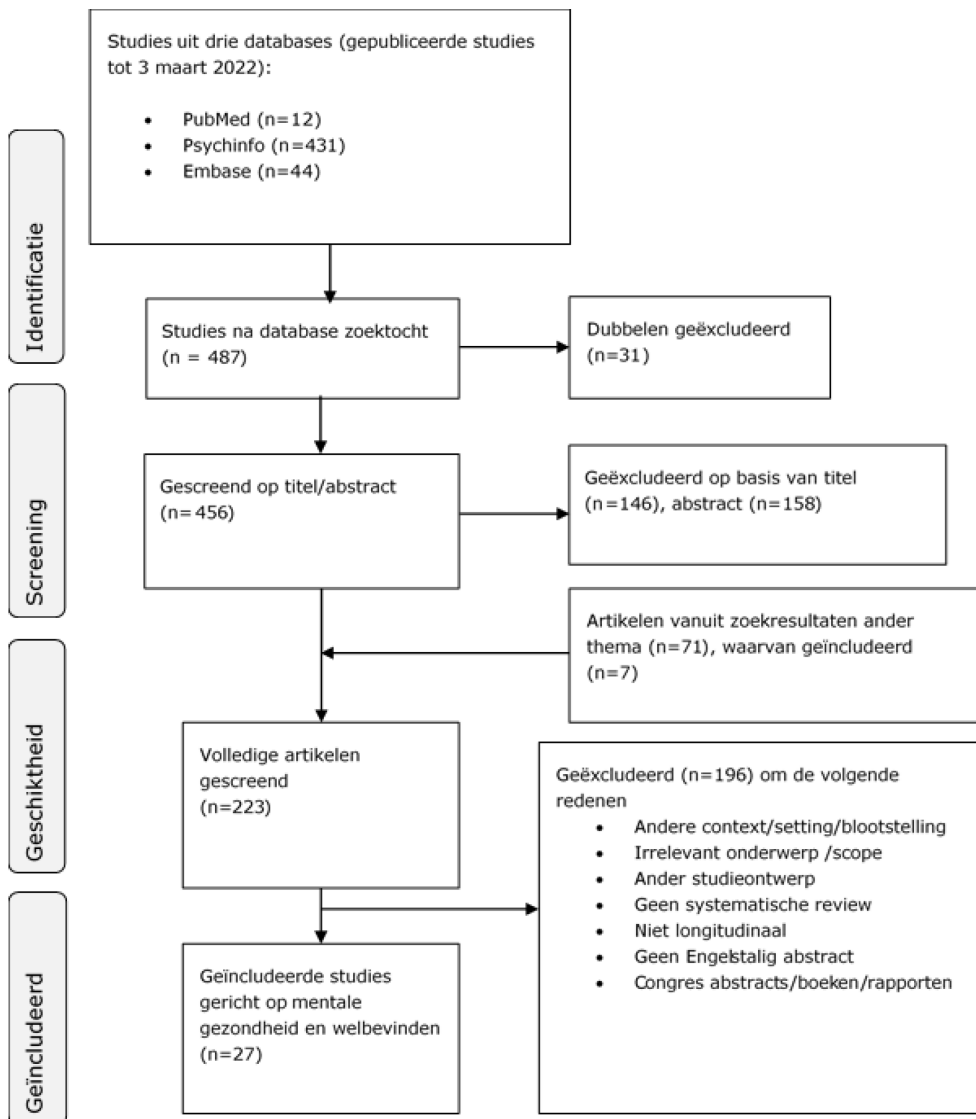 Studies uit drie databases (gepubliceerde studies
tot 3 maart 2022):
• PubMed (n=12)
• Psychinfo (n=431)
• Embase (n=44)
Identificatie
Studies na database zoektocht
(n = 487)
Dubbelen geëxcludeerd
(n=31)
Screening
Gescreend op titel/abstract
(n=456)
Geëxcludeerd op basis van titel
(n=146), abstract (n=158)
Artikelen vanuit zoekresultaten ander
thema (n=71), waarvan geïncludeerd
(n=7)
Geschiktheid
Volledige artikelen
gescreend
(n=223)
Geëxcludeerd (n=196) om de volgende
redenen
• Andere context/setting/blootstelling
• Irrelevant onderwerp /scope
• Ander studieontwerp
• Geen systematische review
• Niet longitudinaal
• Geen Engelstalig abstract
• Congres abstracts/boeken/rapporten
Geïncludeerd
Geïncludeerde studies
gericht op mentale
gezondheid en welbevinden
(n=27)